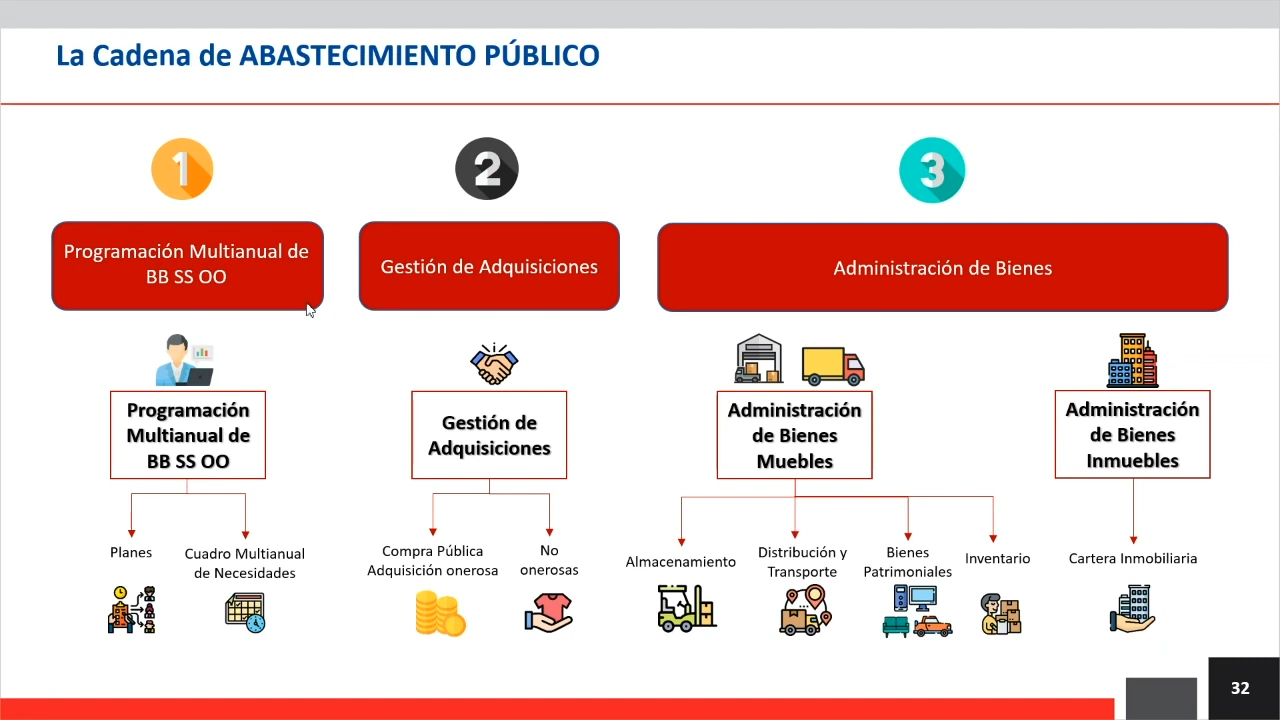 La Cadena de ABASTECIMIENTO PÚBLICO
1
2
3
Programación Multianual de
BB SS OO
Gestión de Adquisiciones
Administración de Bienes
Programación
Multianual de
BB SS OO
Gestión de
Adquisiciones
Administración
de Bienes
Muebles
Administración
de Bienes
Inmuebles
Planes
Cuadro Multianual
de Necesidades
Compra Pública
Adquisición onerosa
No
onerosas
Almacenamiento
Distribución y
Transporte
Bienes
Patrimoniales
Inventario
Cartera Inmobiliaria
32